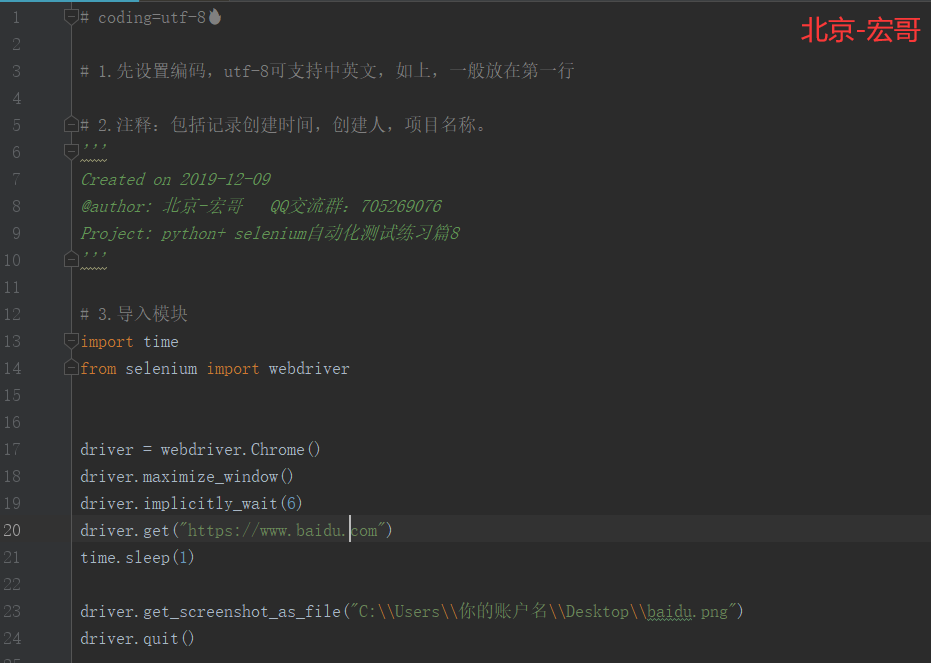 北京-宏哥
1 # coding=utf-8
2
3 # 1.先设置编码，utf-8可支持中英文，如上，一般放在第一行
4
5 # 2.注释：包括记录创建时间，创建人，项目名称。
6 '''
7 Created on 2019-12-09
8 @author: 北京-宏哥   QQ交流群：705269076
9 Project: python+ selenium自动化测试练习篇8
10 '''
11
12 # 3.导入模块
13 import time
14 from selenium import webdriver
15
16
17 driver = webdriver.Chrome()
18 driver.maximize_window()
19 driver.implicitly_wait(6)
20 driver.get("https://www.baidu.com")
21 time.sleep(1)
22
23 driver.get_screenshot_as_file("C:\\Users\\你的账户名\\Desktop\\baidu.png")
24 driver.quit()
25